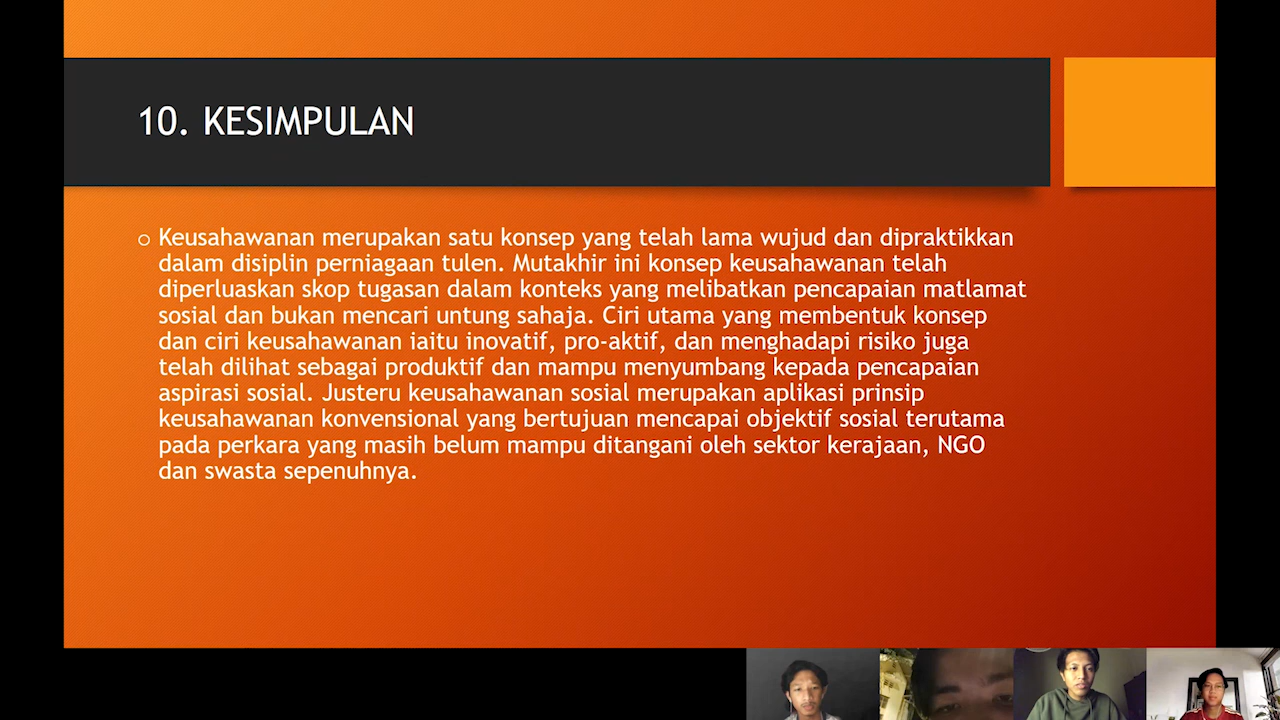 10. KESIMPULAN
Keusahawanan merupakan satu konsep yang telah lama wujud dan dipraktikkan
dalam disiplin perniagaan tulen. Mutakhir ini konsep keusahawanan telah
diperluaskan skop tugasan dalam konteks yang melibatkan pencapaian matlamat
sosial dan bukan mencari untung sahaja. Ciri utama yang membentuk konsep
dan ciri keusahawanan iaitu inovatif, pro-aktif, dan menghadapi risiko juga
telah dilihat sebagai produktif dan mampu menyumbang kepada pencapaian
aspirasi sosial. Justeru keusahawanan sosial merupakan aplikasi prinsip
keusahawanan konvensional yang bertujuan mencapai objektif sosial terutama
pada perkara yang masih belum mampu ditangani oleh sektor kerajaan, NGO
dan swasta sepenuhnya.